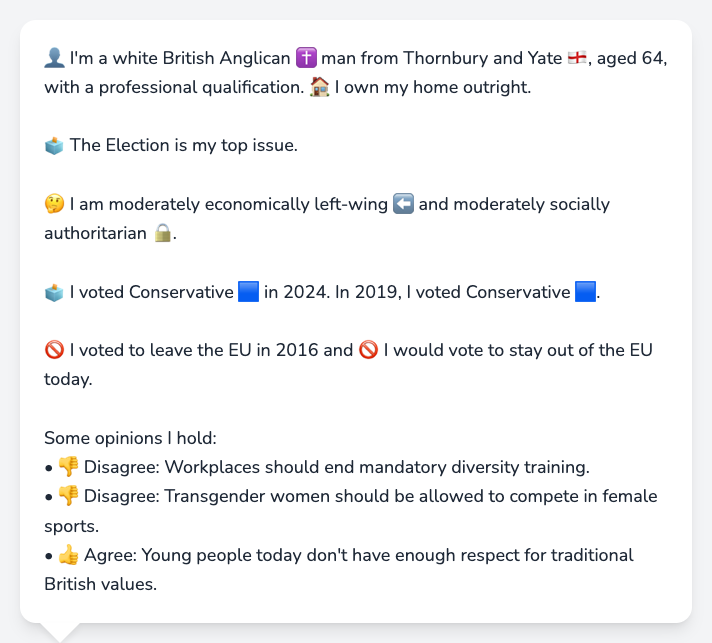 👤 I'm a white British Anglican ✝️ man from Thornbury and Yate 🏴󠁧󠁢󠁥󠁮󠁧󠁿, aged 64,
with a professional qualification. 🏠 I own my home outright.
🗳️ The Election is my top issue.
🤔 I am moderately economically left-wing ⬅️ and moderately socially
authoritarian 🔒.
🗳️ I voted Conservative 🟦 in 2024. In 2019, I voted Conservative 🟦.
🚫 I voted to leave the EU in 2016 and 🚫 I would vote to stay out of the EU
today.
Some opinions I hold:
• 👎 Disagree: Workplaces should end mandatory diversity training.
• 👎 Disagree: Transgender women should be allowed to compete in female
sports.
• 👍 Agree: Young people today don't have enough respect for traditional
British values.